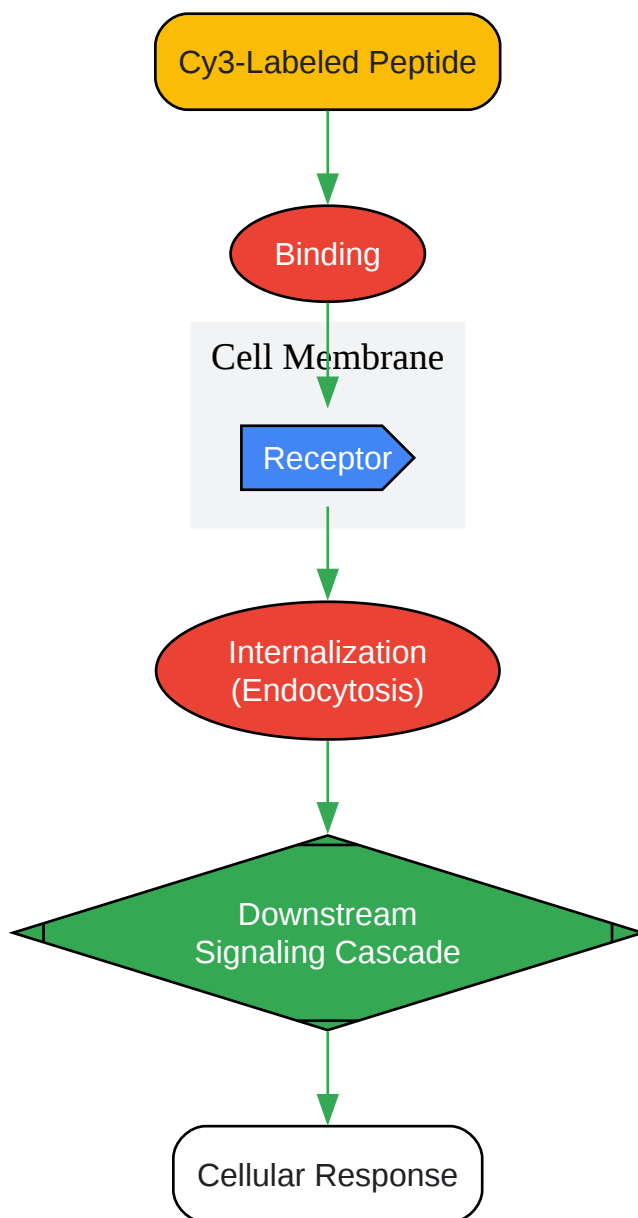 Cy3-Labeled Peptide
Binding
Cell Membrane
Receptor
Internalization
(Endocytosis)
Downstream
Signaling Cascade
Cellular Response